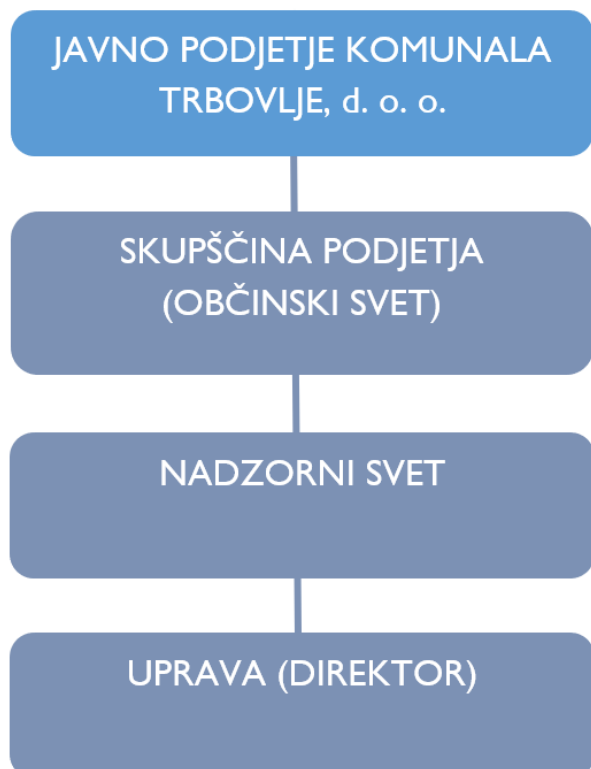 JAVNO PODJETJE KOMUNALA
TRBOVLJE, d. o. o.
SKUPŠČINA PODJETJA
(OBČINSKI SVET)
NADZORNI SVET
UPRAVA (DIREKTOR)